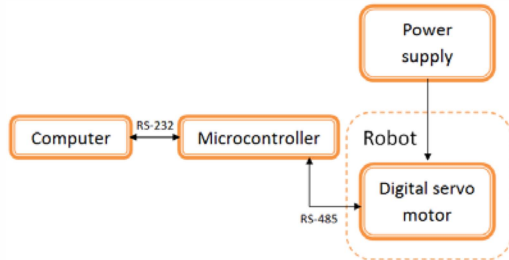 Power
supply
RS-232
Computer
Microcontroller
Robot
Digital servo
motor
RS-485